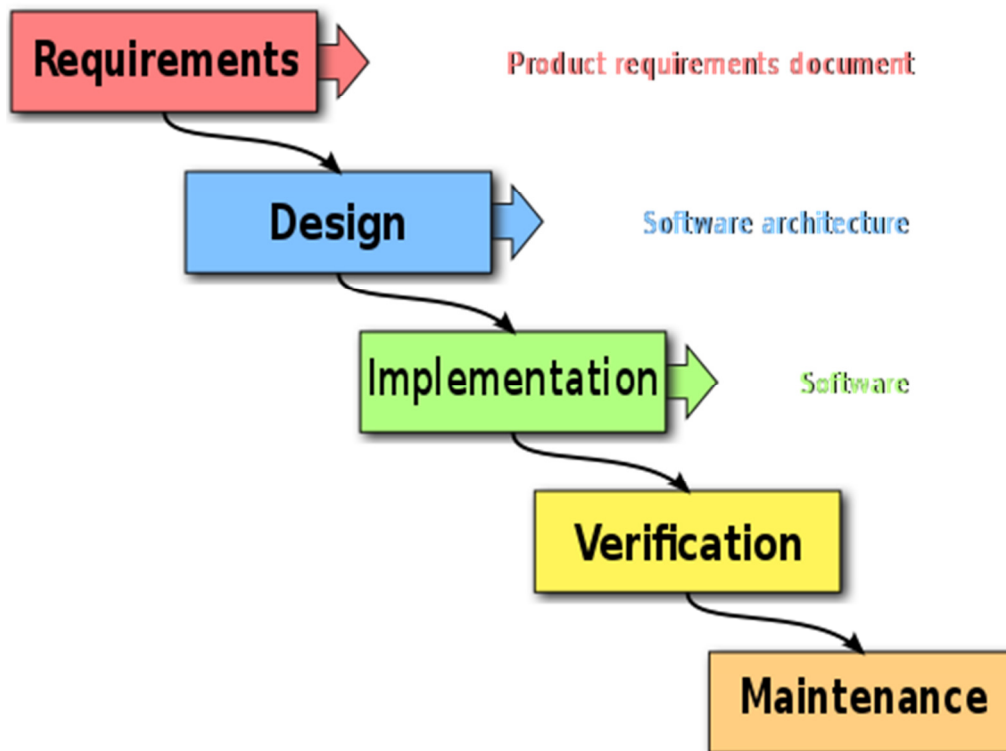 Requirements
Product requirements document
Design
Software architecture
Implementation
Software
Verification
Maintenance